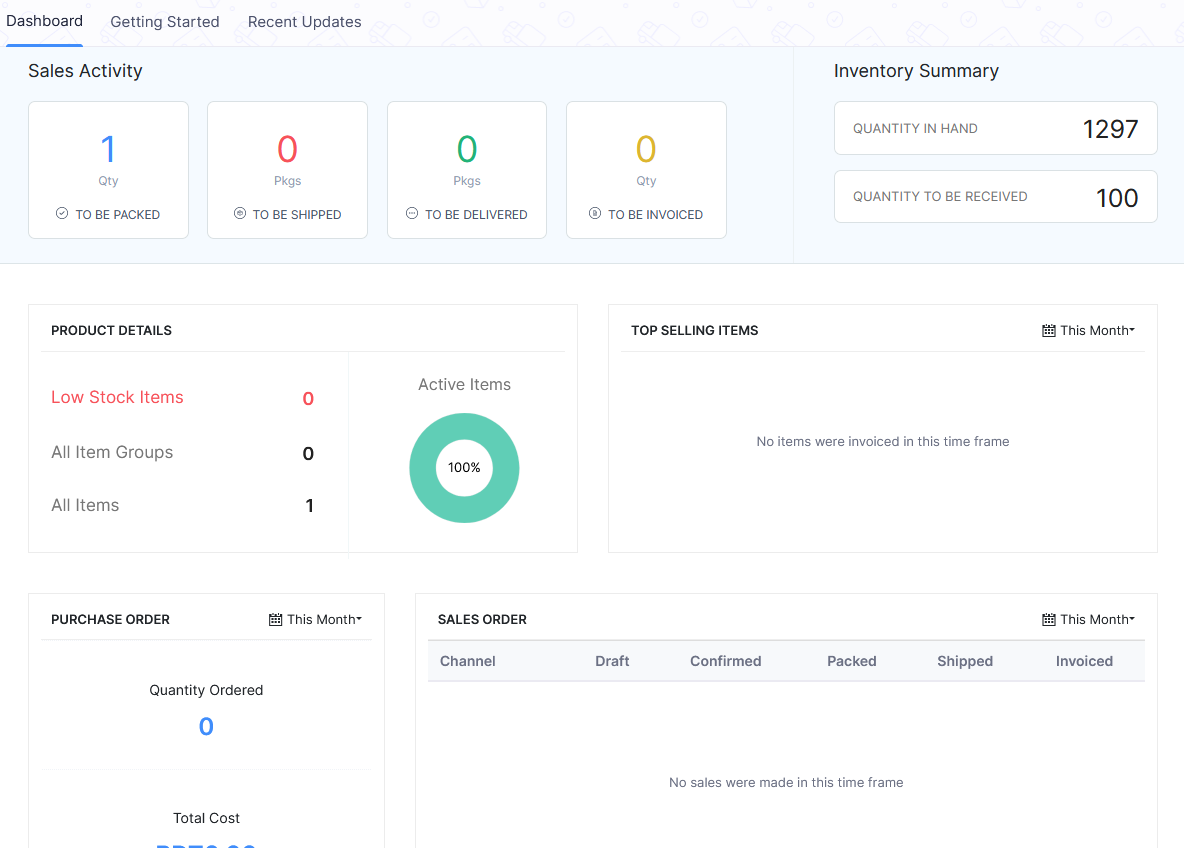 Dashboard Getting Started Recent Updates
Sales Activity
1
Qty
TO BE PACKED
0
Pkgs
TO BE SHIPPED
0
Pkgs
TO BE DELIVERED
0
Qty
TO BE INVOICED
Inventory Summary
QUANTITY IN HAND 1297
QUANTITY TO BE RECEIVED 100
PRODUCT DETAILS
Low Stock Items 0
All Item Groups 0
All Items 1
Active Items
100%
TOP SELLING ITEMS This Month
No items were invoiced in this time frame
PURCHASE ORDER This Month
Quantity Ordered
0
Total Cost
SALES ORDER This Month
Channel Draft Confirmed Packed Shipped Invoiced
No sales were made in this time frame